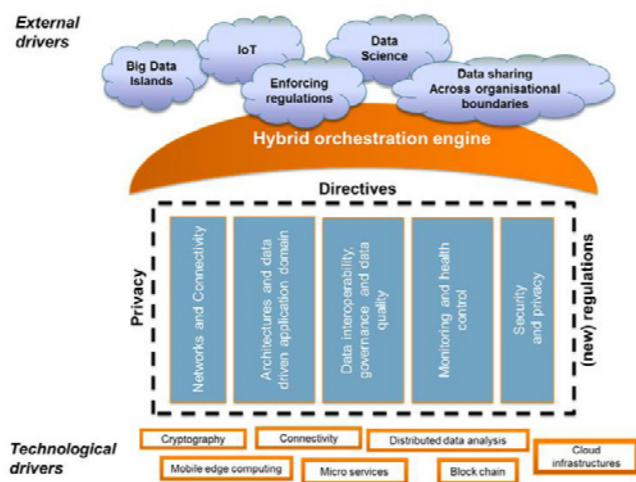 External
drivers
Big Data
Islands
IoT
Enforcing
regulations
Data
Science
Data sharing
Across organisational
boundaries
Hybrid orchestration engine
Directives
Privacy
Networks and Connectivity
Architectures and data
driven application domain
Data interoperability,
governance and data
quality
Monitoring and health
control
Security
and privacy
(new) regulations
Technological
drivers
Cryptography
Connectivity
Distributed data analysis
Cloud
infrastructures
Mobile edge computing
Micro services
Block chain